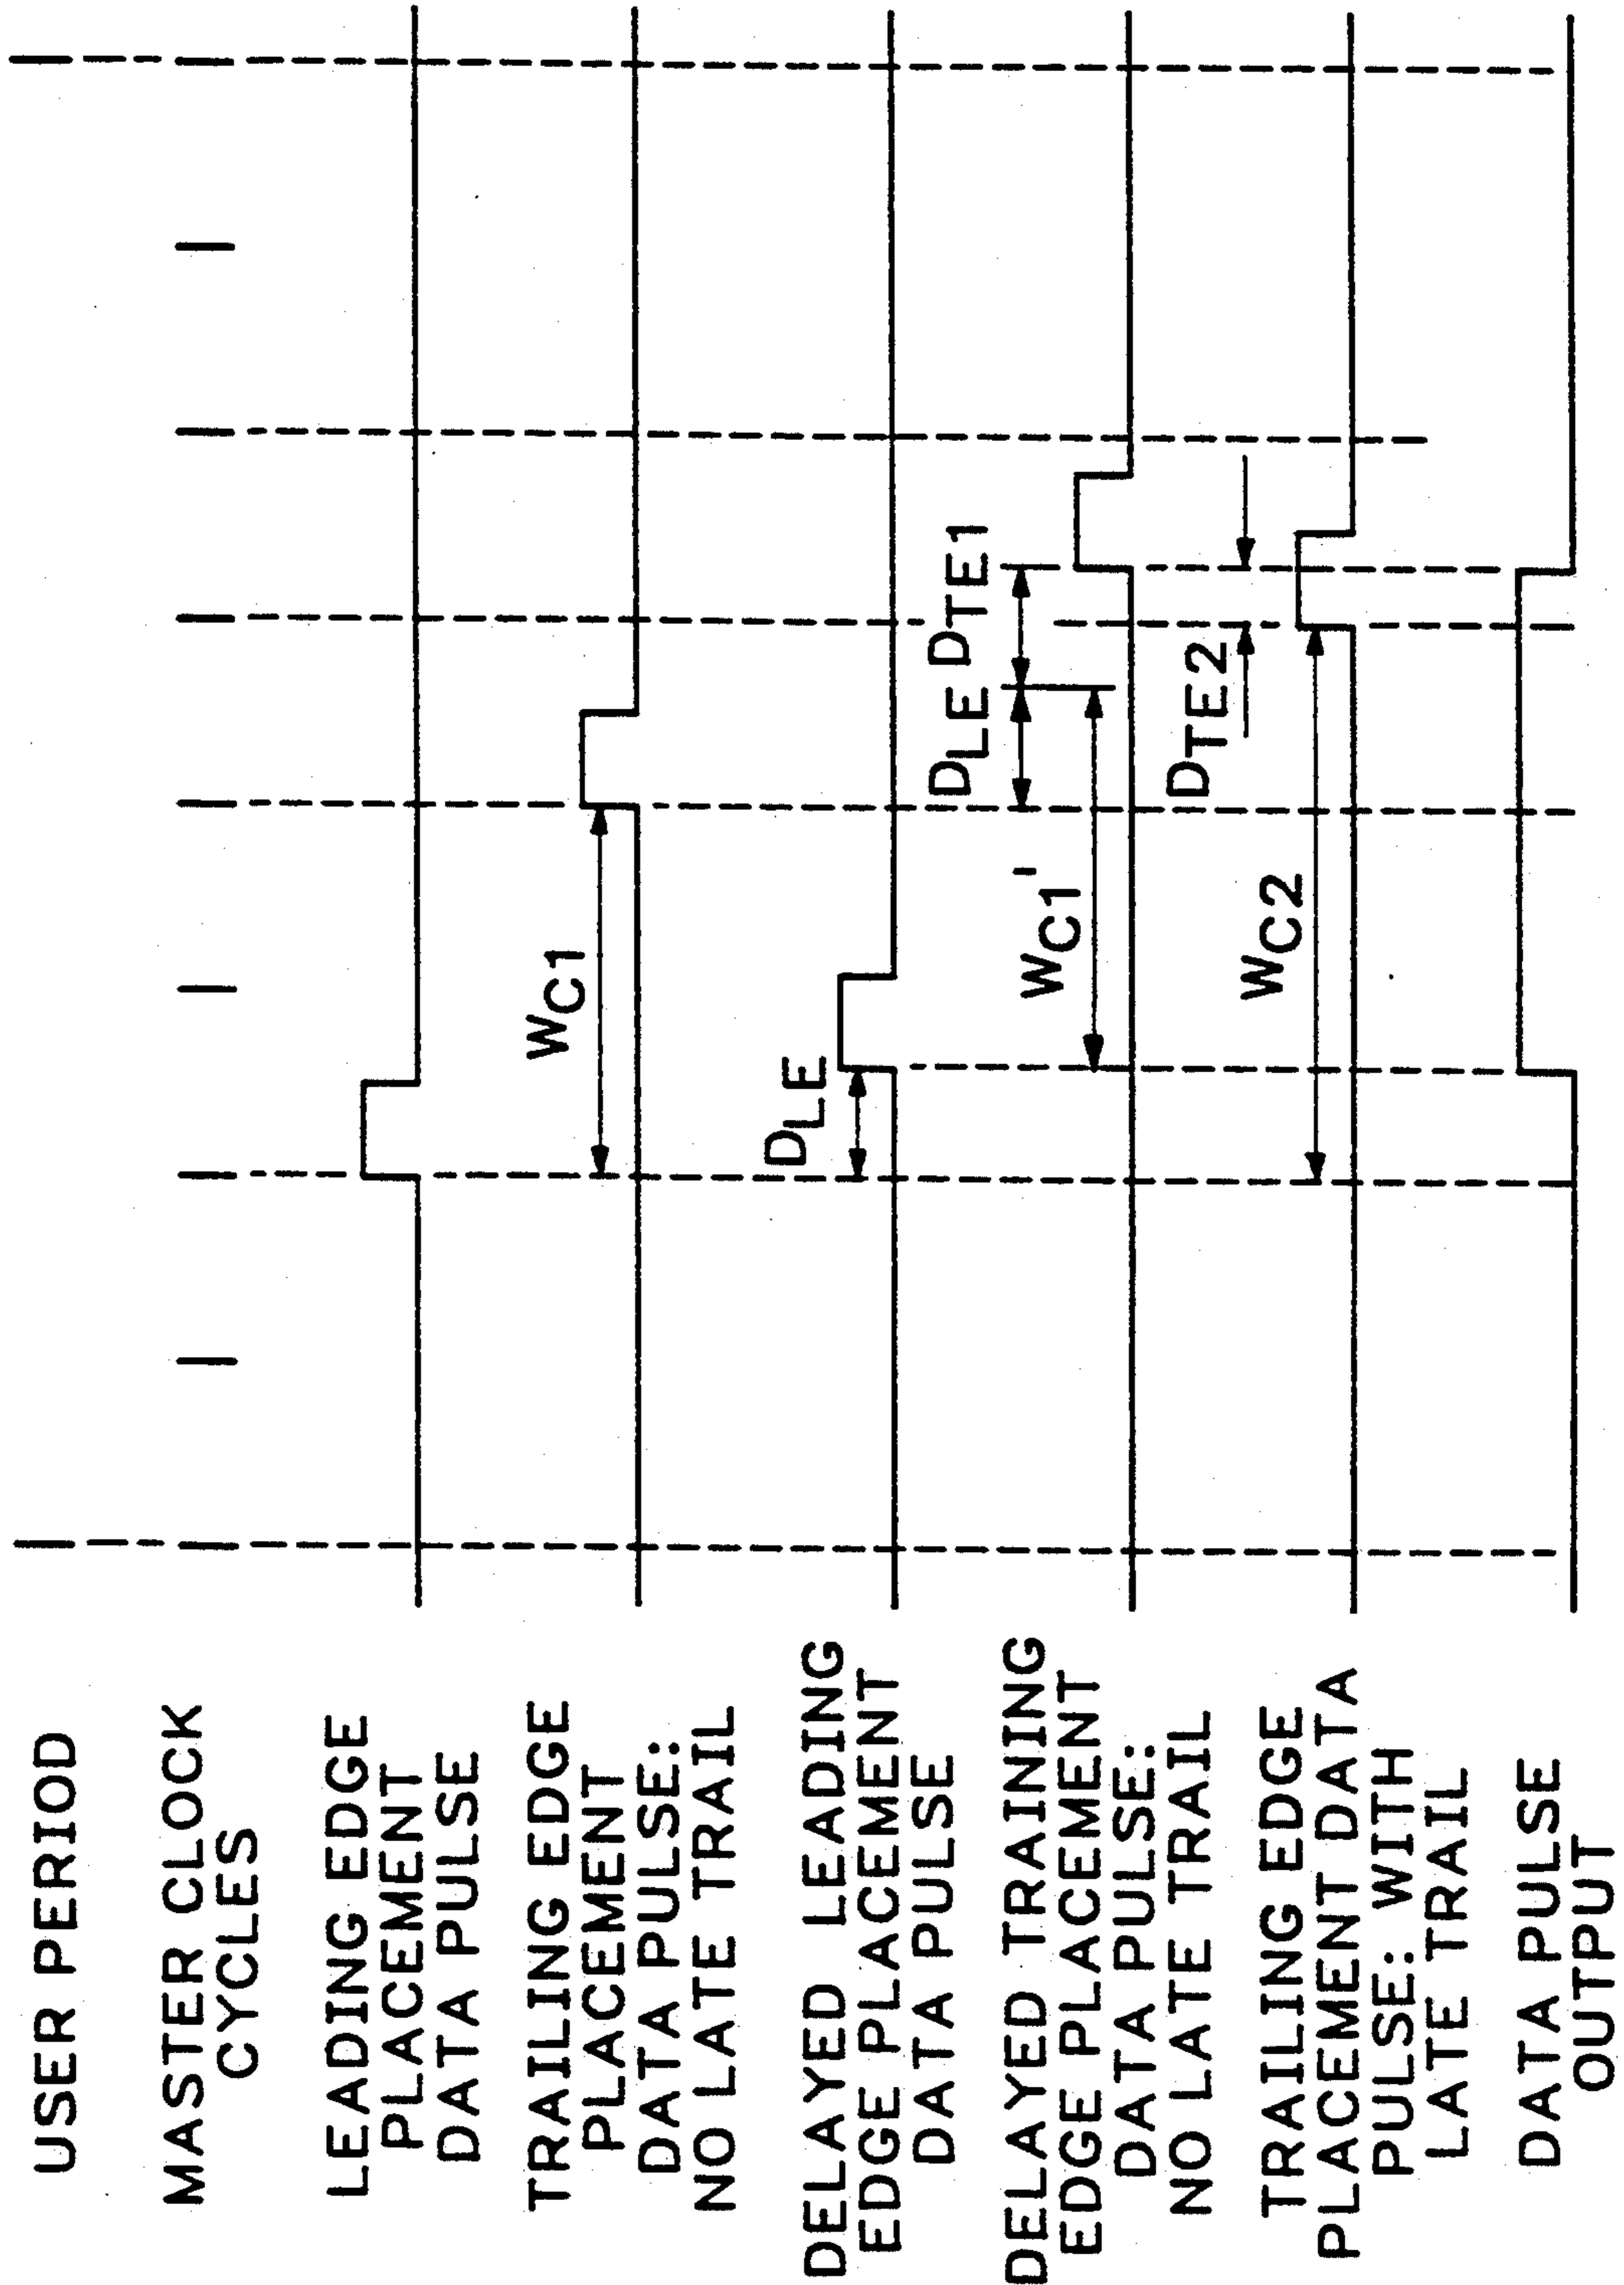 USER PERIOD
MASTER CLOCK
CYCLES
LEADING EDGE
PLACEMENT
DATA PULSE
TRAILING EDGE
PLACEMENT
DATA PULSE:
NO LATE TRAIL
WC1
DELAYED LEADING
EDGE PLACEMENT
DATA PULSE
DLE
DELAYED TRAINING
EDGE PLACEMENT
DATA PULSE:
NO LATE TRAIL
DLE DTE1
WC1'
TRAILING EDGE
PLACEMENT DATA
PULSE: WITH
LATE TRAIL
DTE2
WC2
DATA PULSE
OUTPUT